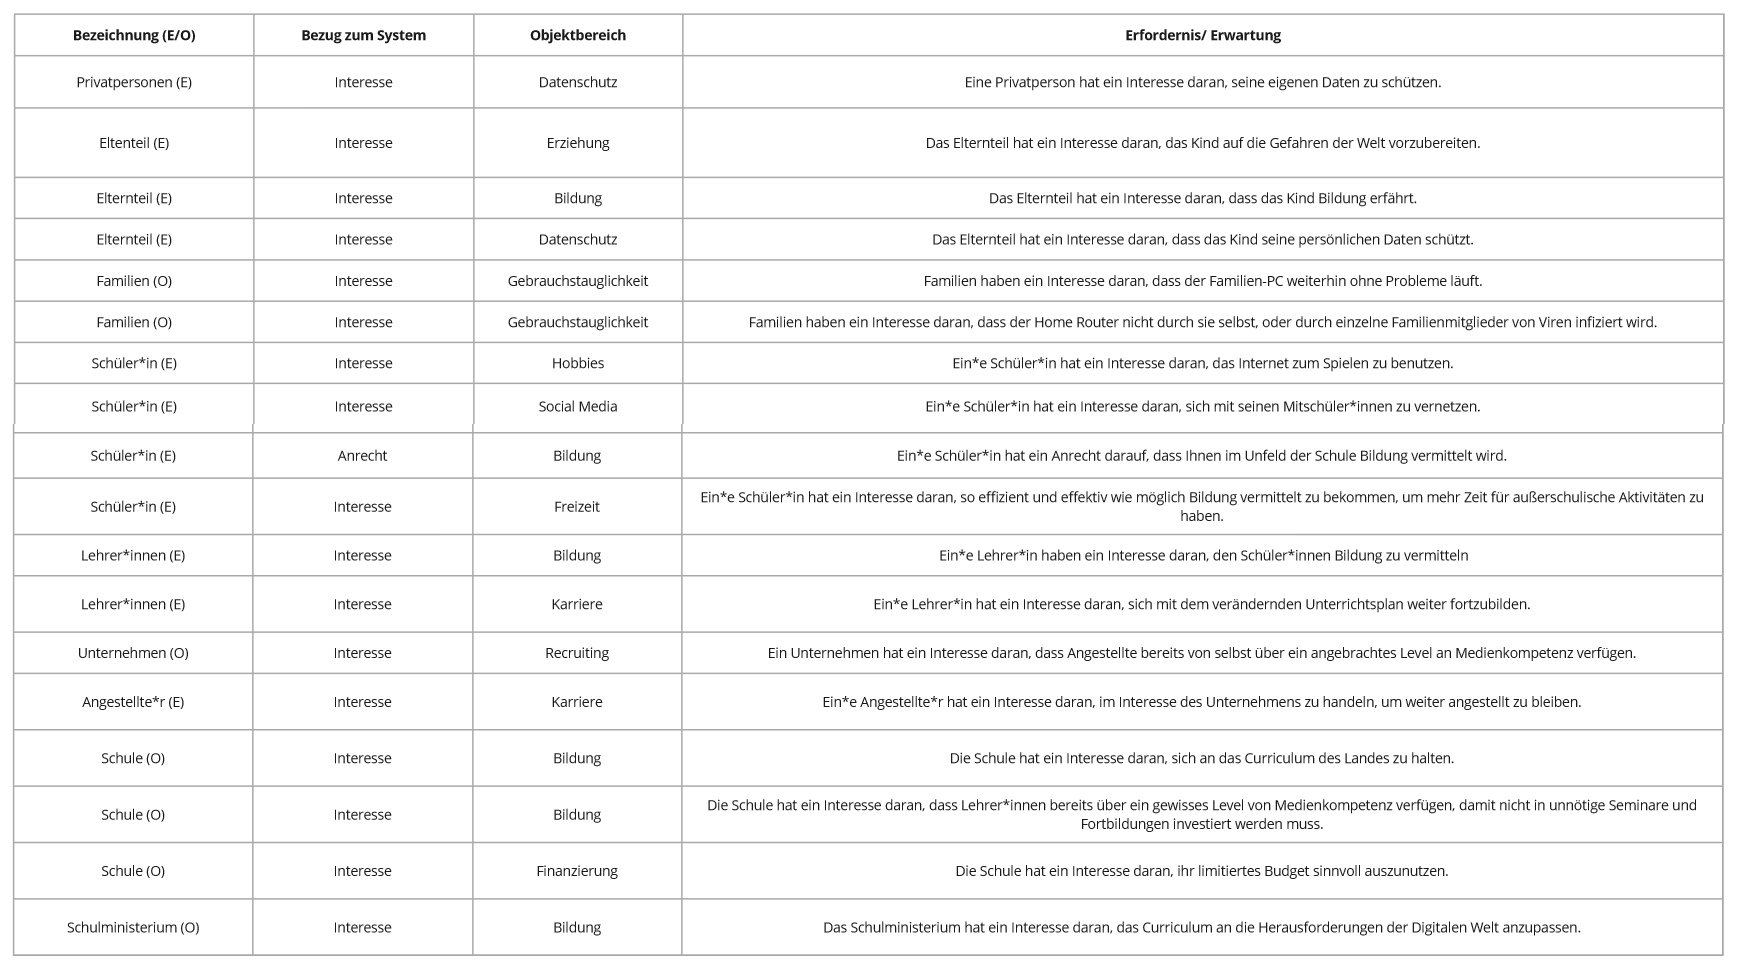 Bezeichnung (E/O) Bezug zum System Objektbereich Erfordernis/ Erwartung
Privatpersonen (E) Interesse Datenschutz Eine Privatperson hat ein Interesse daran, seine eigenen Daten zu schützen.
Eltenteil (E) Interesse Erziehung Das Elternteil hat ein Interesse daran, das Kind auf die Gefahren der Welt vorzubereiten.
Elternteil (E) Interesse Bildung Das Elternteil hat ein Interesse daran, dass das Kind Bildung erfährt.
Elternteil (E) Interesse Datenschutz Das Elternteil hat ein Interesse daran, dass das Kind seine persönlichen Daten schützt.
Familien (O) Interesse Gebrauchstauglichkeit Familien haben ein Interesse daran, dass der Familien-PC weiterhin ohne Probleme läuft.
Familien (O) Interesse Gebrauchstauglichkeit Familien haben ein Interesse daran, dass der Home Router nicht durch sie selbst, oder durch einzelne Familienmitglieder von Viren infiziert wird.
Schüler*in (E) Interesse Hobbies Ein*e Schüler*in hat ein Interesse daran, das Internet zum Spielen zu benutzen.
Schüler*in (E) Interesse Social Media Ein*e Schüler*in hat ein Interesse daran, sich mit seinen Mitschüler*innen zu vernetzen.
Schüler*in (E) Anrecht Bildung Ein*e Schüler*in hat ein Anrecht darauf, dass Ihnen im Unfeld der Schule Bildung vermittelt wird.
Schüler*in (E) Interesse Freizeit Ein*e Schüler*in hat ein Interesse daran, so effizient und effektiv wie möglich Bildung vermittelt zu bekommen, um mehr Zeit für außerschulische Aktivitäten zu
haben.
Lehrer*innen (E) Interesse Bildung Ein*e Lehrer*in haben ein Interesse daran, den Schüler*innen Bildung zu vermitteln
Lehrer*innen (E) Interesse Karriere Ein*e Lehrer*in hat ein Interesse daran, sich mit dem verändernden Unterrichtsplan weiter fortzubilden.
Unternehmen (O) Interesse Recruiting Ein Unternehmen hat ein Interesse daran, dass Angestellte bereits von selbst über ein angebrachtes Level an Medienkompetenz verfügen.
Angestellte*r (E) Interesse Karriere Ein*e Angestellte*r hat ein Interesse daran, im Interesse des Unternehmens zu handeln, um weiter angestellt zu bleiben.
Schule (O) Interesse Bildung Die Schule hat ein Interesse daran, sich an das Curriculum des Landes zu halten.
Schule (O) Interesse Bildung Die Schule hat ein Interesse daran, dass Lehrer*innen bereits über ein gewisses Level von Medienkompetenz verfügen, damit nicht in unnötige Seminare und
Fortbildungen investiert werden muss.
Schule (O) Interesse Finanzierung Die Schule hat ein Interesse daran, ihr limitiertes Budget sinnvoll auszunutzen.
Schulministerium (O) Interesse Bildung Das Schulministerium hat ein Interesse daran, das Curriculum an die Herausforderungen der Digitalen Welt anzupassen.